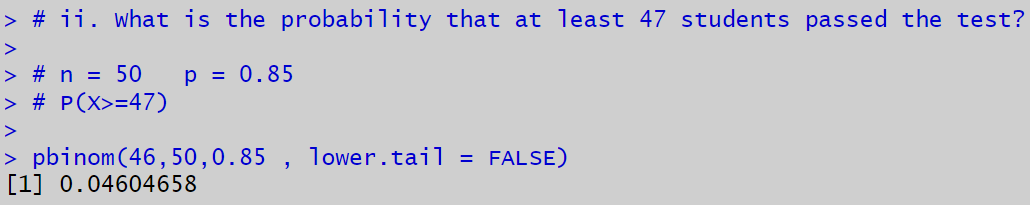 > # ii. What is the probability that at least 47 students passed the test?
>
> # n = 50   p = 0.85
> # P(X>=47)
>
> pbinom(46,50,0.85 , lower.tail = FALSE)
[1] 0.04604658